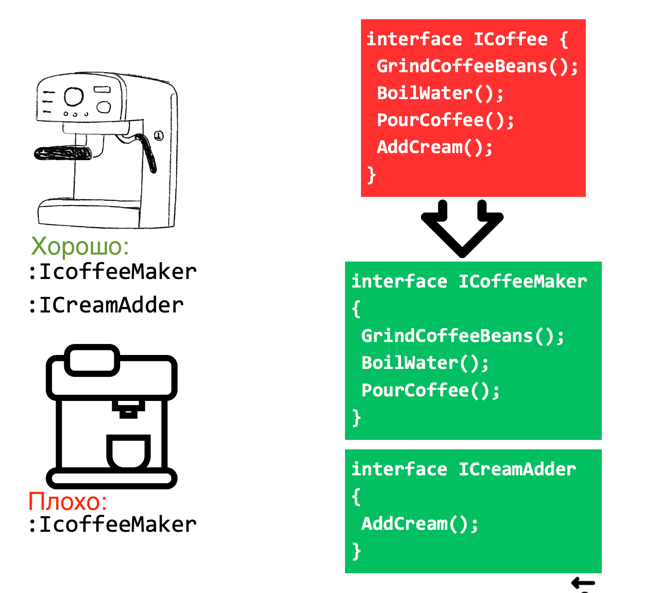 Хорошо:
:IcoffeeMaker
:ICreamAdder
Плохо:
:IcoffeeMaker
interface ICoffee {
GrindCoffeeBeans();
BoilWater();
PourCoffee();
AddCream();
}
interface ICoffeeMaker
{
GrindCoffeeBeans();
BoilWater();
PourCoffee();
}
interface ICreamAdder
{
AddCream();
}